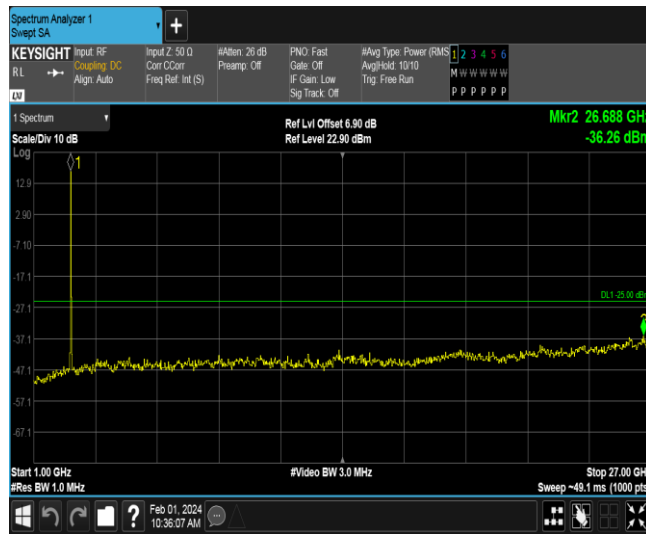 Spectrum Analyzer 1
Swept SA
+
KEYSIGHT
RL
LXI
Input: RF
Coupling: DC
Align: Auto
Input Z: 50 Ω
Corr CCorr
Freq Ref: Int (S)
#Atten: 26 dB
Preamp: Off
PNO: Fast
Gate: Off
IF Gain: Low
Sig Track: Off
#Avg Type: Power (RMS
Avg|Hold: 10/10
Trig: Free Run
1 2 3 4 5 6
M W W W W W
P P P P P P
1 Spectrum
Scale/Div 10 dB
Log
Ref Lvl Offset 6.90 dB
Ref Level 22.90 dBm
Mkr2 26.688 GHz
-36.26 dBm
1
12.9
2.90
-7.10
-17.1
-27.1
-37.1
-47.1
-57.1
-67.1
DL1 -25.00 dBm
Start 1.00 GHz
#Res BW 1.0 MHz
#Video BW 3.0 MHz
Stop 27.00 GHz
Sweep ~49.1 ms (1000 pts)
?
Feb 01, 2024
10:36:07 AM